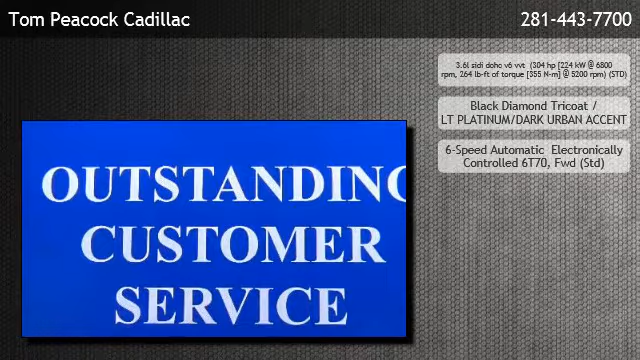 Tom Peacock Cadillac
281-443-7700
3.6l sidi dohc v6 vvt (304 hp [224 kW @ 6800
rpm, 264 lb-ft of torque [355 N-m] @ 5200 rpm) (STD)
Black Diamond Tricoat /
LT PLATINUM/DARK URBAN ACCENT
6-Speed Automatic Electronically
Controlled 6T70, Fwd (Std)
OUTSTANDING
CUSTOMER
SERVICE